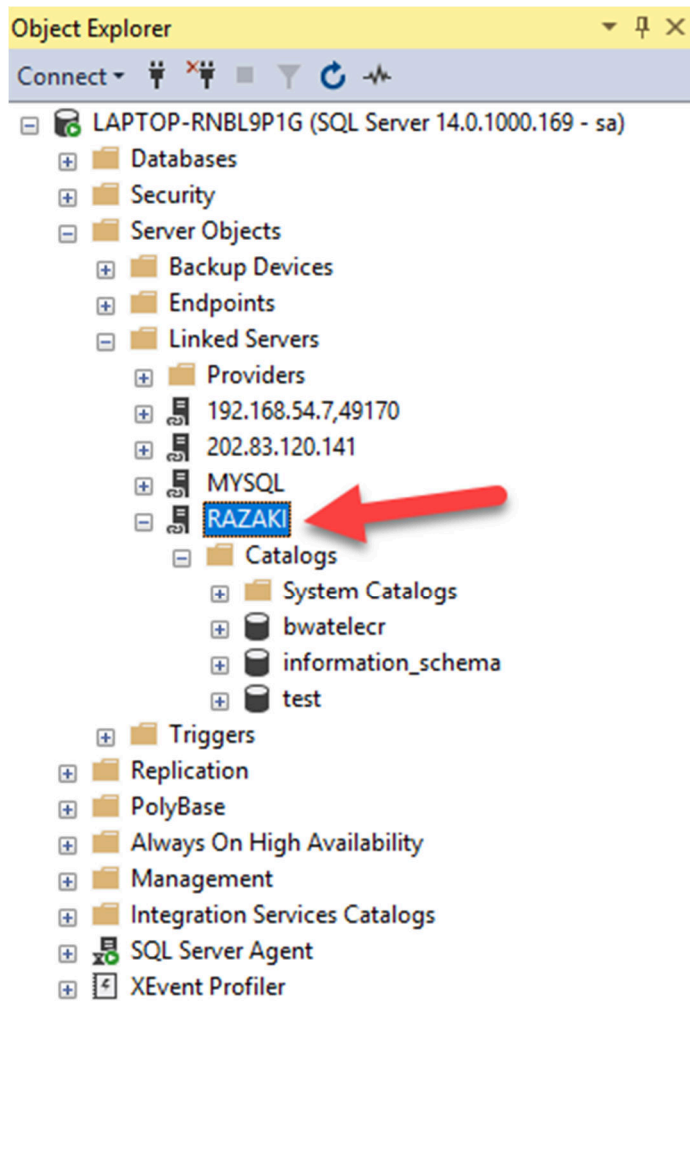 Object Explorer
Connect
LAPTOP-RNBL9P1G (SQL Server 14.0.1000.169 - sa)
Databases
Security
Server Objects
Backup Devices
Endpoints
Linked Servers
Providers
192.168.54.7,49170
202.83.120.141
MYSQL
RAZAKI
Catalogs
System Catalogs
bwatelecr
information_schema
test
Triggers
Replication
PolyBase
Always On High Availability
Management
Integration Services Catalogs
SQL Server Agent
XEvent Profiler